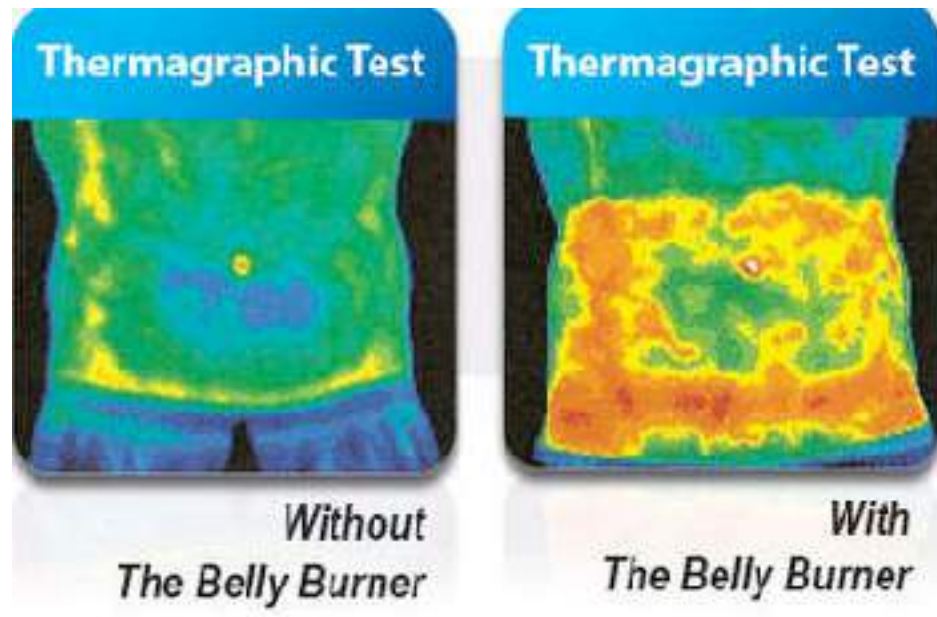 Thermagraphic Test
Without
The Belly Burner
Thermagraphic Test
With
The Belly Burner